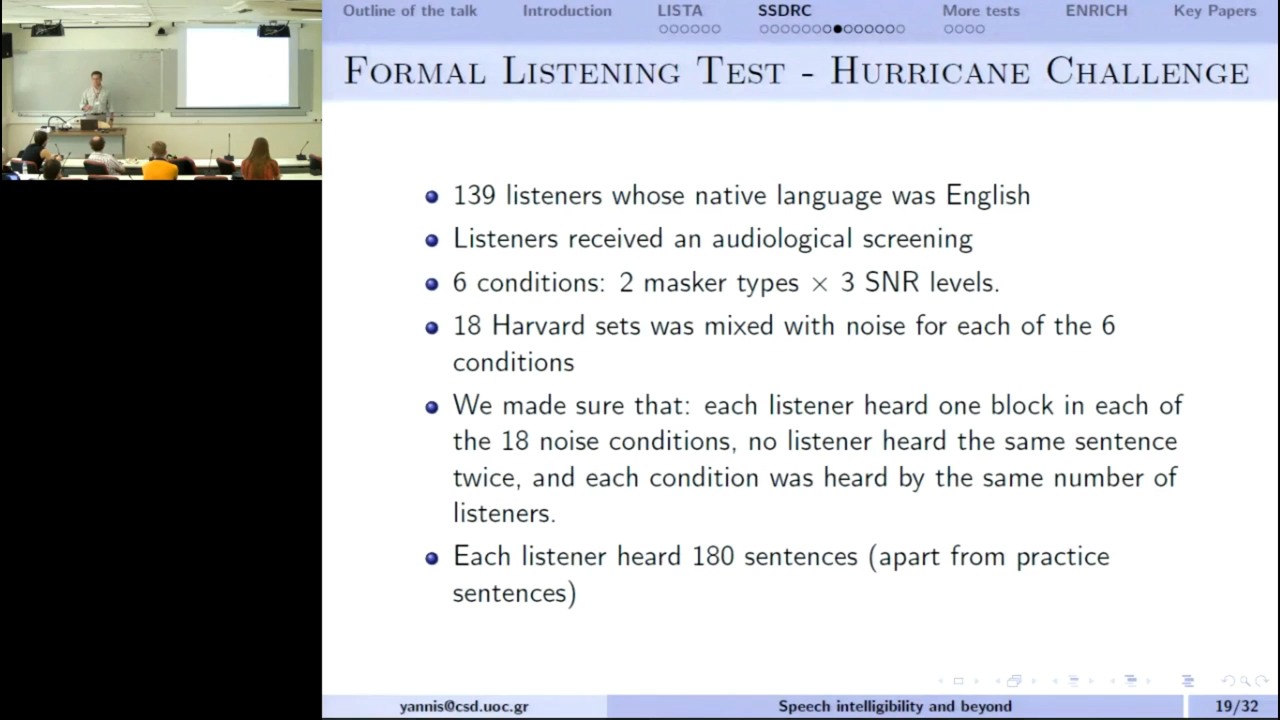 Outline of the talk Introduction LISTA SSDRC More tests ENRICH Key Papers
Formal Listening Test - Hurricane Challenge
139 listeners whose native language was English
Listeners received an audiological screening
6 conditions: 2 masker types × 3 SNR levels.
18 Harvard sets was mixed with noise for each of the 6
conditions
We made sure that: each listener heard one block in each of
the 18 noise conditions, no listener heard the same sentence
twice, and each condition was heard by the same number of
listeners.
Each listener heard 180 sentences (apart from practice
sentences)
yannis@csd.uoc.gr Speech intelligibility and beyond 19/32